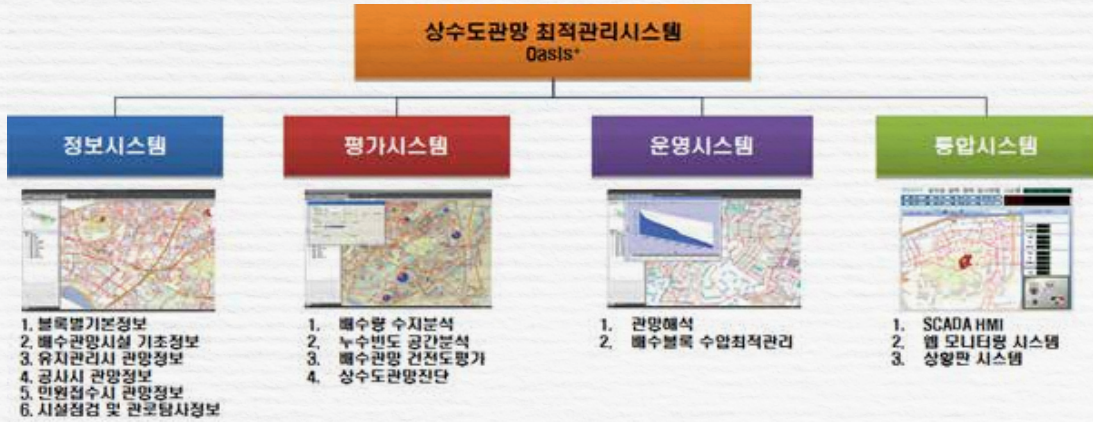 상수도관망 최적관리시스템
Oasis+
정보시스템
평가시스템
운영시스템
통합시스템
1. 블록별기본정보
2. 배수관망시설 기초정보
3. 유지관리시 관망정보
4. 공사시 관망정보
5. 민원접수시 관망정보
6. 시설점검 및 관로탐사정보
1. 배수량 수지분석
2. 누수빈도 공간분석
3. 배수관망 건전도평가
4. 상수도관망진단
1. 관망해석
2. 배수블록 수압최적관리
1. SCADA HMI
2. 웹 모니터링 시스템
3. 상황판 시스템